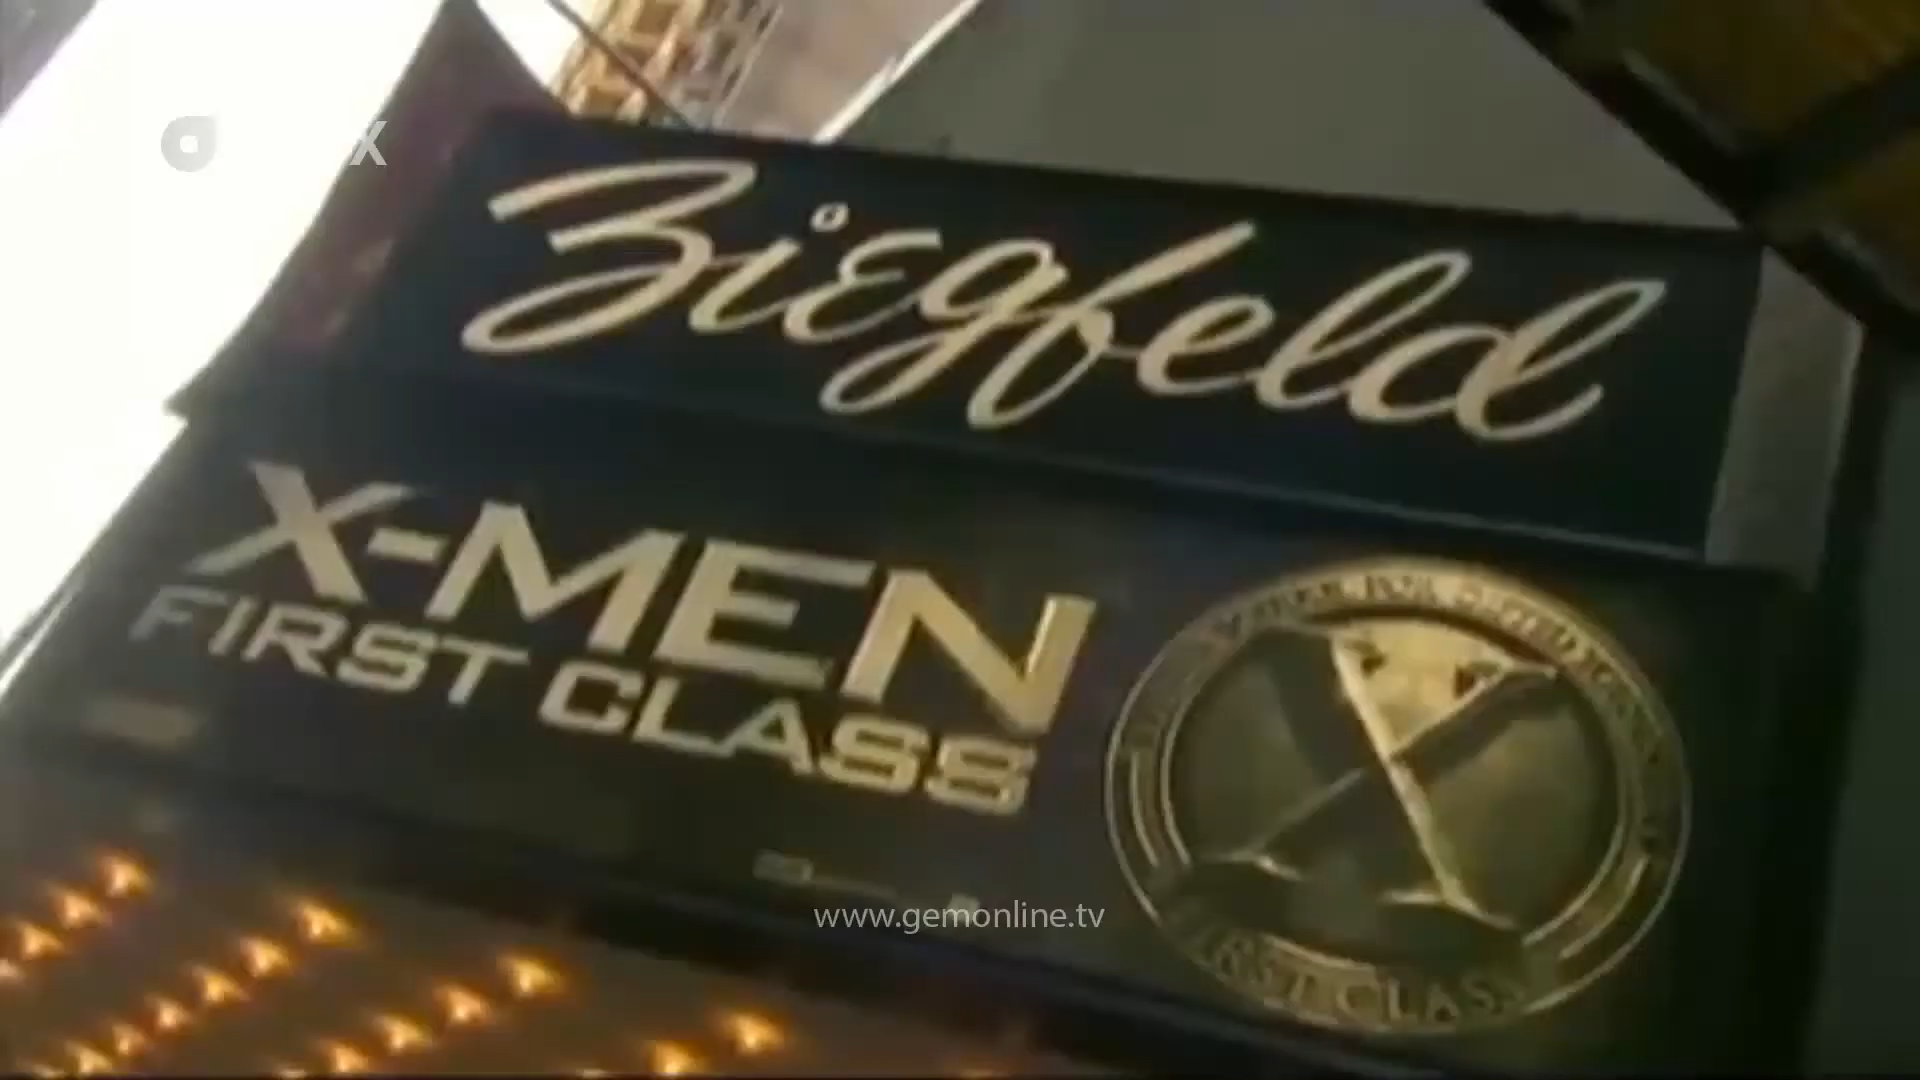 Ziegfeld
X-MEN
FIRST CLASS
FIRST CLASS
www.gemonline.tv